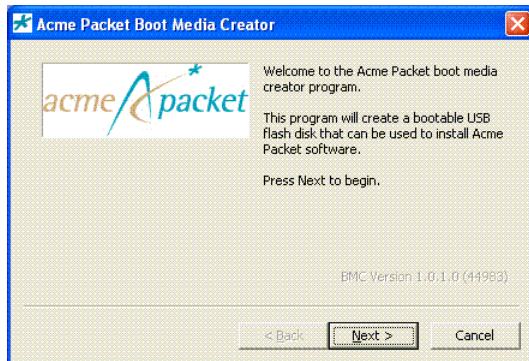 Acme Packet Boot Media Creator
acme packet
Welcome to the Acme Packet boot media
creator program.
This program will create a bootable USB
flash disk that can be used to install Acme
Packet software.
Press Next to begin.
BMC Version 1.0.1.0 (44983)
< Back
Next >
Cancel